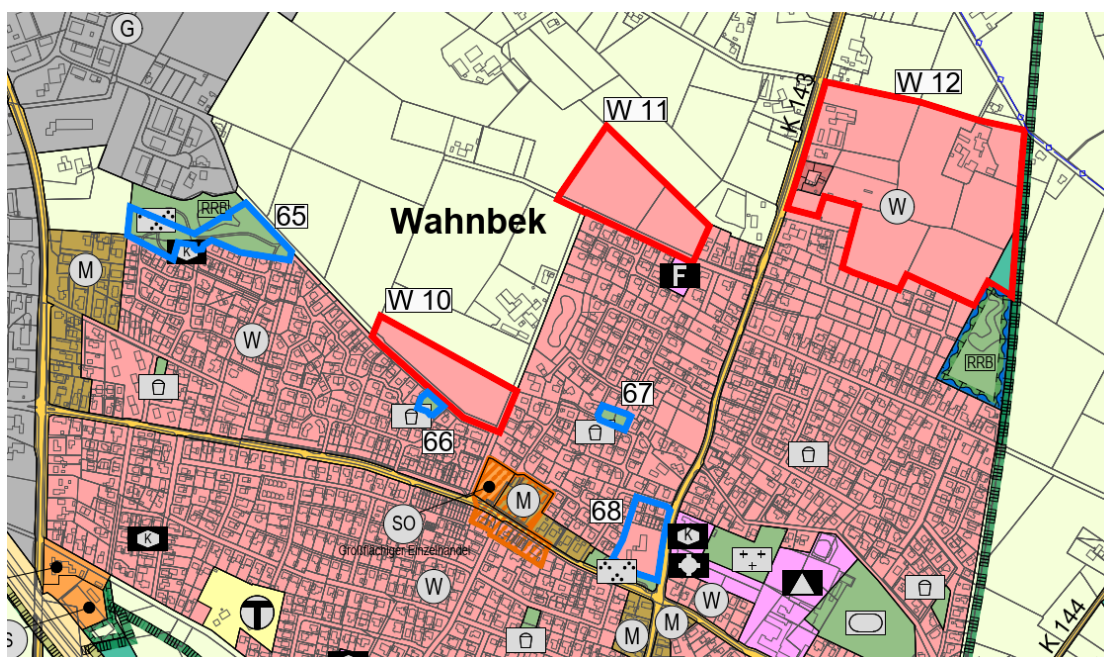 G
K 143
W 12
W 11
RRB
65
Wahnbek
W
K
M
F
W 10
W
RRB
67
66
M
68
SO
Großflächiger Einzelhandel
K
K
W
W
T
M
M
K 144
S
K